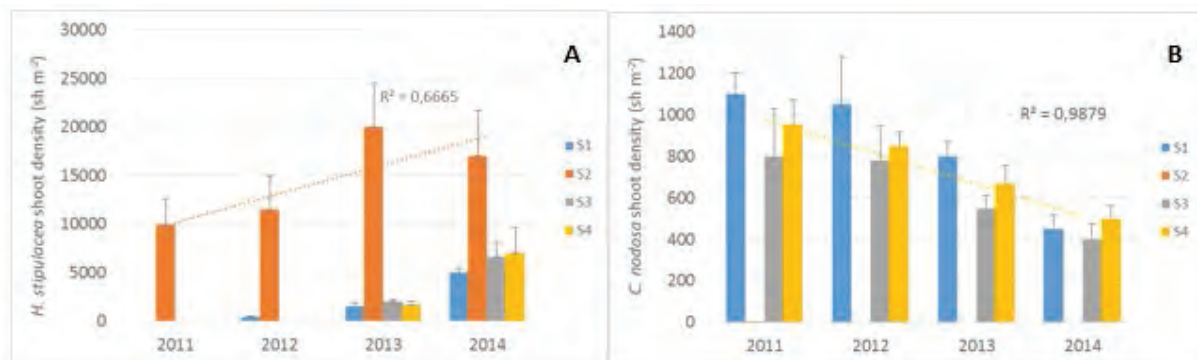 30000
25000
20000
15000
10000
5000
0
H. stipulacea shoot density (sh m⁻²)
A
R² = 0,6665
S1
S2
S3
S4
2011 2012 2013 2014
1400
1200
1000
800
600
400
200
0
C. nodosa shoot density (sh m⁻²)
B
R² = 0,9879
S1
S2
S3
S4
2011 2012 2013 2014